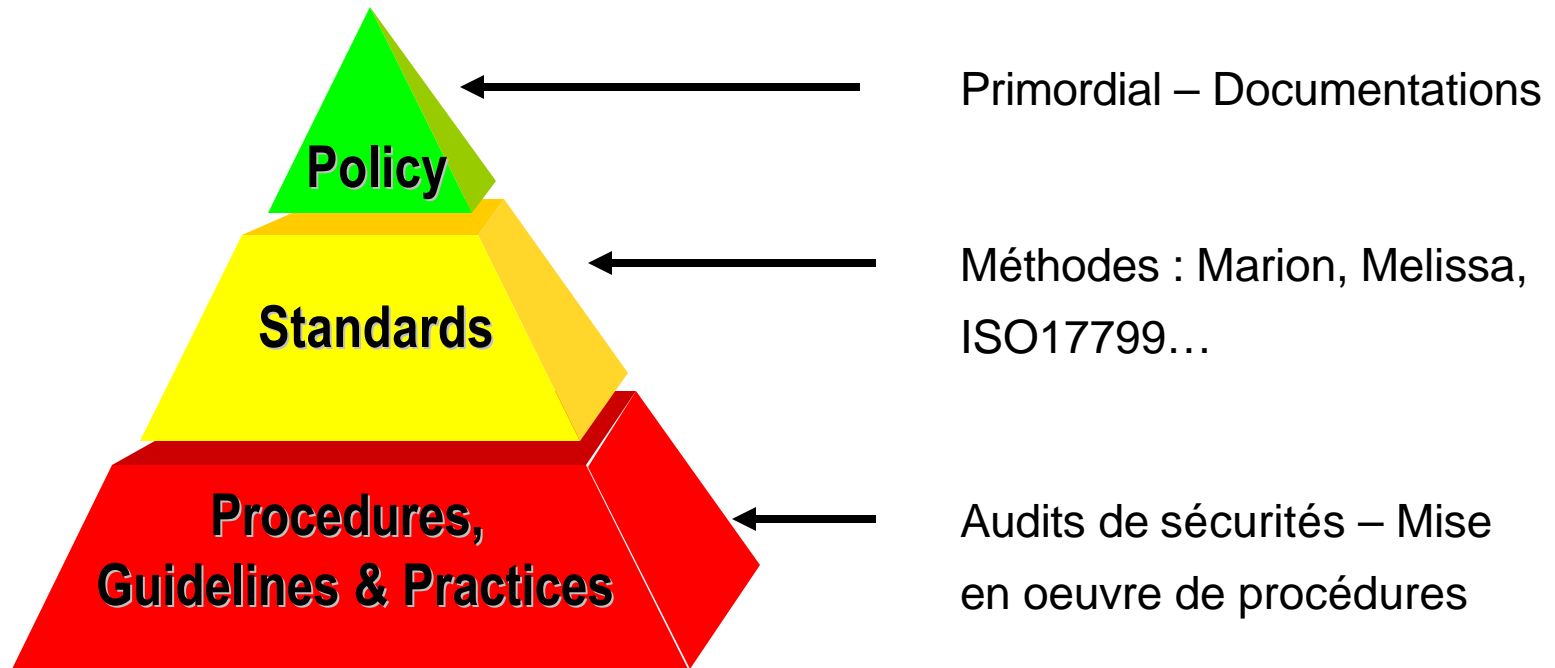 Policy
Primordial – Documentations
Standards
Méthodes : Marion, Melissa,
ISO17799…
Procedures,
Guidelines & Practices
Audits de sécurités – Mise
en oeuvre de procédures